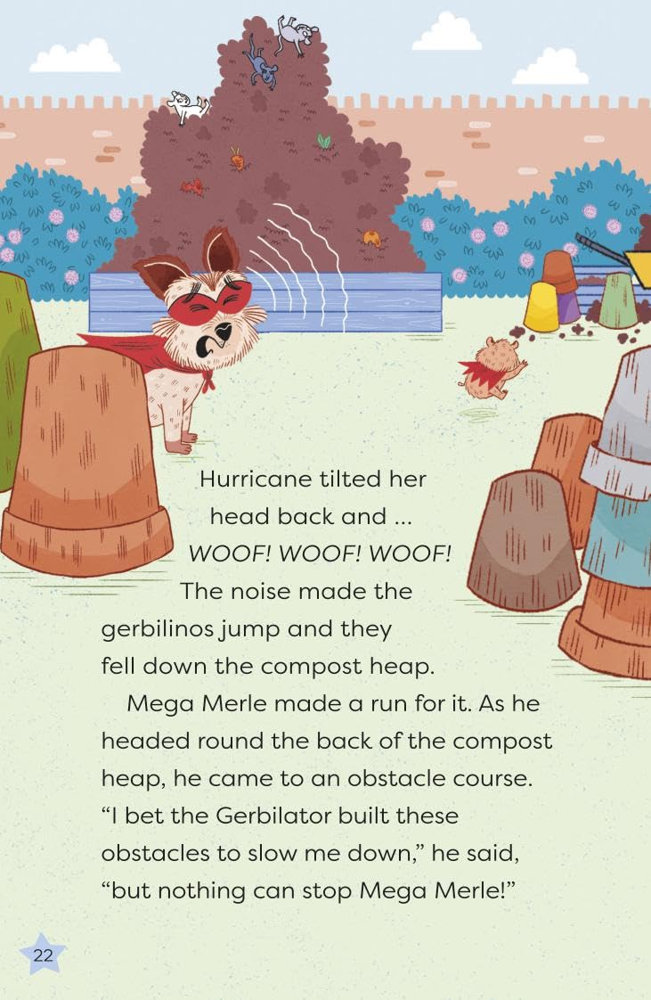 Hurricane tilted her
head back and ...
WOOF! WOOF! WOOF!
The noise made the
gerbilinos jump and they
fell down the compost heap.
Mega Merle made a run for it. As he
headed round the back of the compost
heap, he came to an obstacle course.
“I bet the Gerbilator built these
obstacles to slow me down,” he said,
“but nothing can stop Mega Merle!”
22